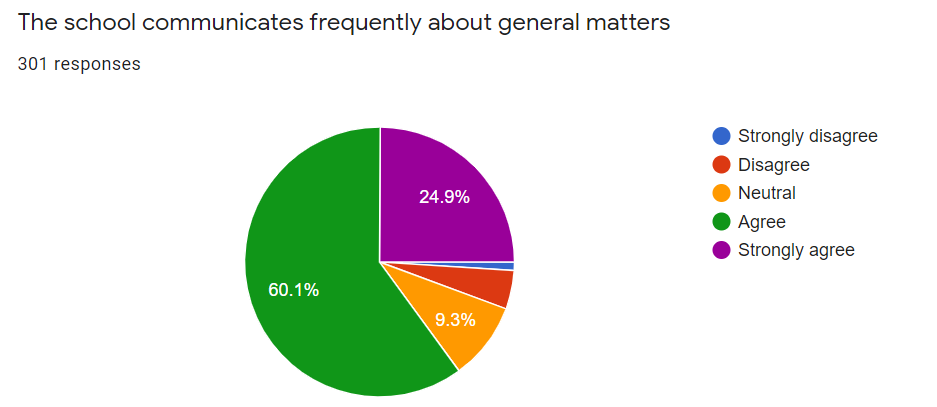 The school communicates frequently about general matters
301 responses
Strongly disagree
Disagree
Neutral
Agree
Strongly agree
24.9%
60.1%
9.3%